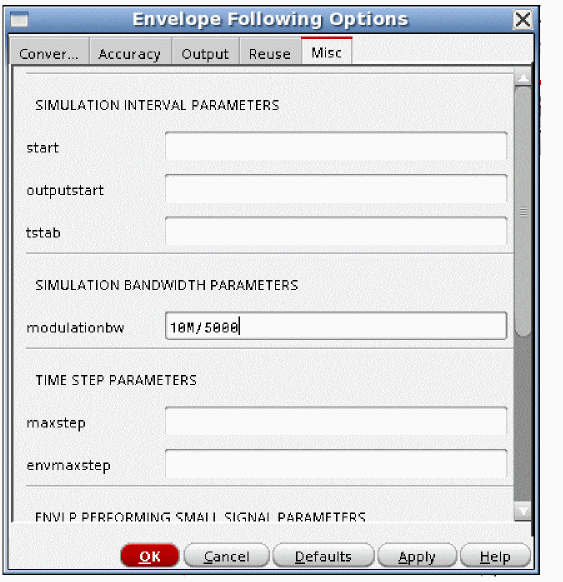 Envelope Following Options
Conver... Accuracy Output Reuse Misc
SIMULATION INTERVAL PARAMETERS
start
outputstart
tstab
SIMULATION BANDWIDTH PARAMETERS
modulationbw 10M/5000
TIME STEP PARAMETERS
maxstep
envmaxstep
ENVLP PERFORMING SMALL SIGNAL PARAMETERS
OK Cancel Defaults Apply Help